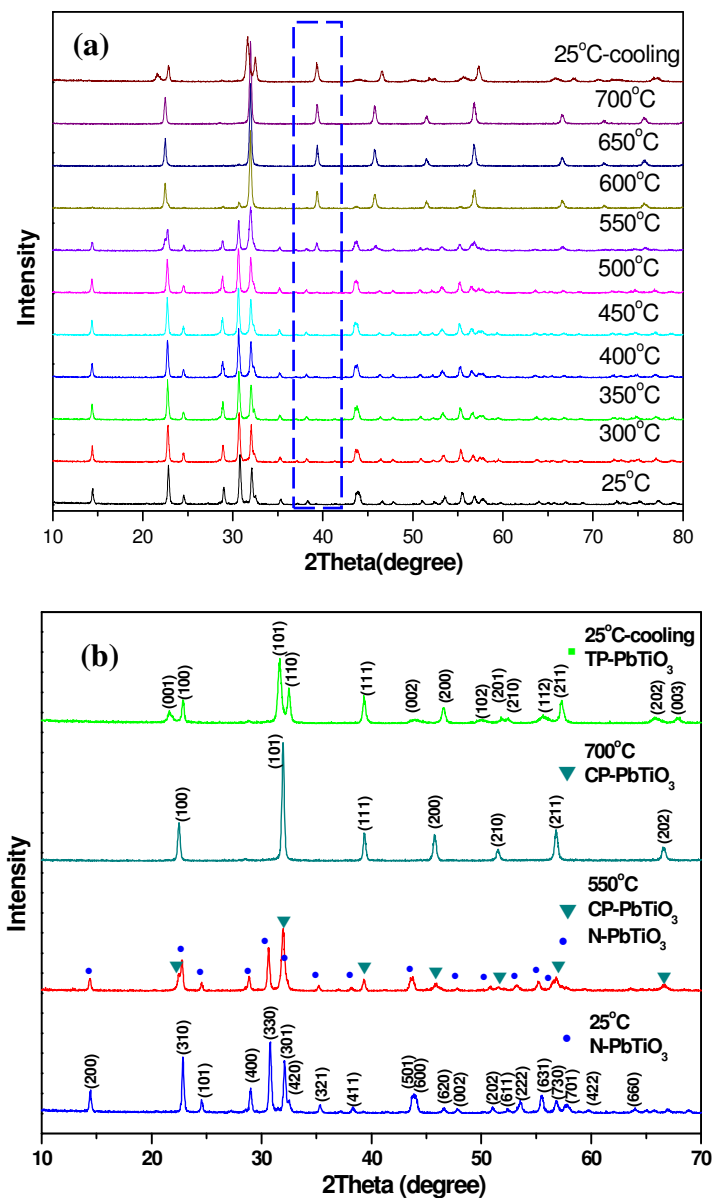 (a)
25°C-cooling
700°C
650°C
600°C
550°C
500°C
450°C
400°C
350°C
300°C
25°C
Intensity
10 20 30 40 50 60 70 80
2Theta(degree)
(b)
25°C-cooling
TP-PbTiO3
(001) (100) (101) (110) (111) (002) (200) (102) (201) (210) (112) (211) (202) (003)
700°C
CP-PbTiO3
(100) (101) (111) (200) (210) (211) (202)
550°C
CP-PbTiO3
N-PbTiO3
25°C
N-PbTiO3
(200) (310) (101) (400) (330) (301) (420) (321) (411) (501) (600) (620) (002) (202) (611) (222) (631) (730) (701) (422) (660)
Intensity
10 20 30 40 50 60 70
2Theta (degree)